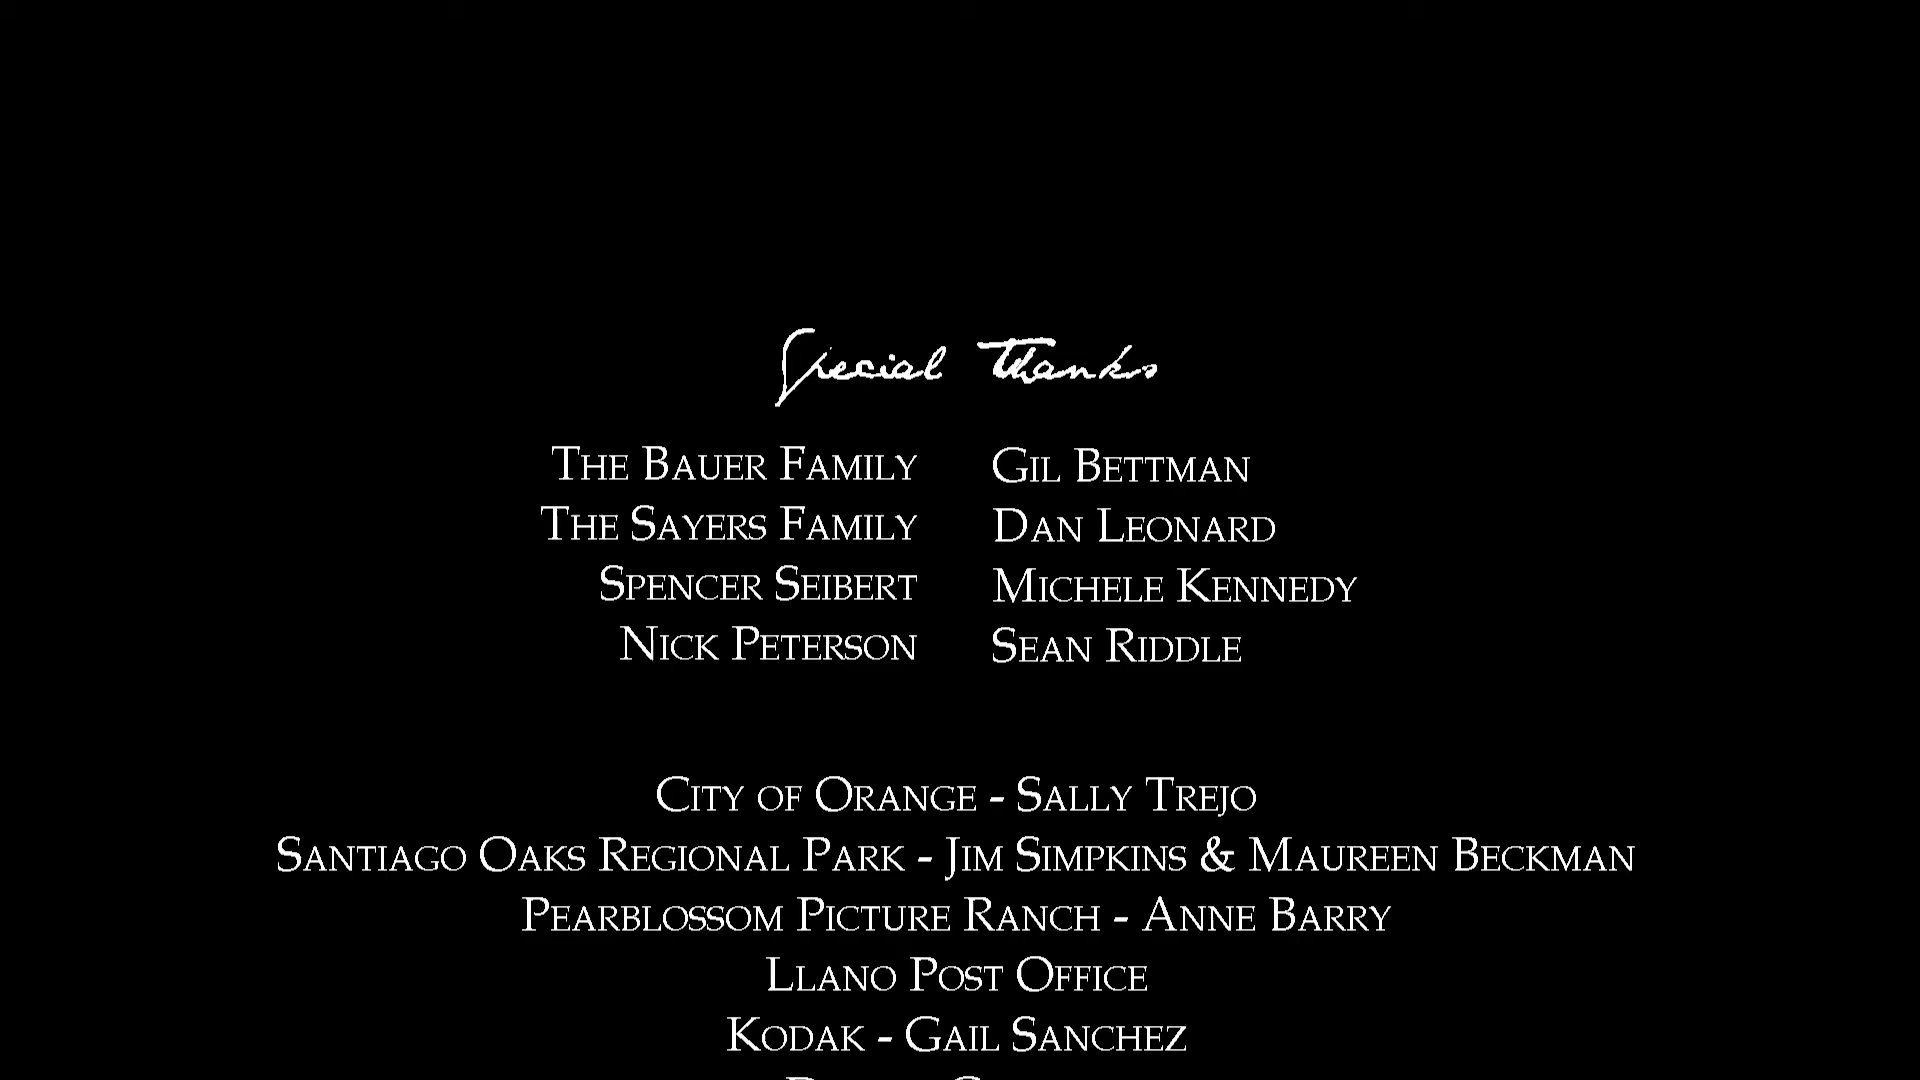 Special Thanks
The Bauer Family Gil Bettman
The Sayers Family Dan Leonard
Spencer Seibert Michele Kennedy
Nick Peterson Sean Riddle
City of Orange - Sally Trejo
Santiago Oaks Regional Park - Jim Simpkins & Maureen Beckman
Pearblossom Picture Ranch - Anne Barry
Llano Post Office
Kodak - Gail Sanchez